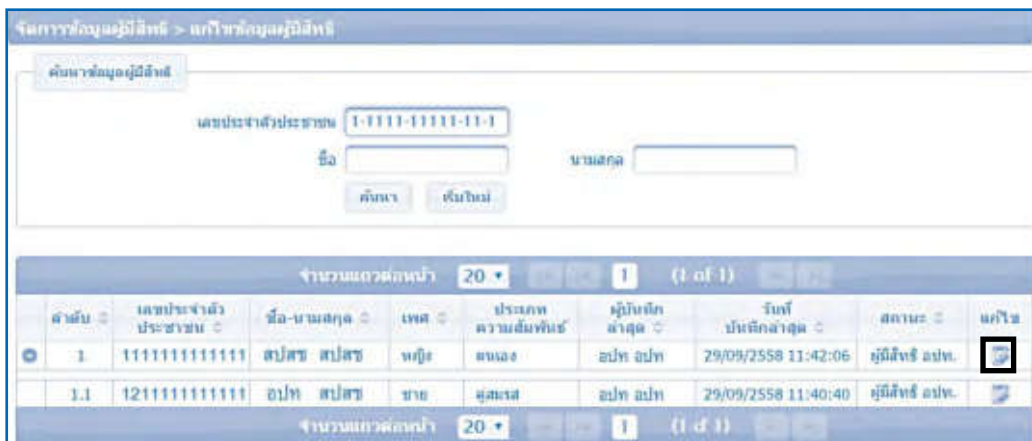 จัดการข้อมูลผู้มีสิทธิ > แก้ไขข้อมูลผู้มีสิทธิ
ค้นหาข้อมูลผู้มีสิทธิ
เลขประจำตัวประชาชน 1-1111-11111-11-1
ชื่อ นามสกุล
ค้นหา เริ่มใหม่
จำนวนแถวต่อหน้า 20 1 (1 of 1)
ลำดับ เลขประจำตัวประชาชน ชื่อ-นามสกุล เพศ ประเภทความสัมพันธ์ ผู้บันทึกล่าสุด วันที่บันทึกล่าสุด สถานะ แก้ไข
1 1111111111111 สปสช สปสช หญิง ตนเอง อปท อปท 29/09/2558 11:42:06 ผู้มีสิทธิ อปท.
1.1 1211111111111 อปท สปสช ชาย คู่สมรส อปท อปท 29/09/2558 11:40:40 ผู้มีสิทธิ อปท.
จำนวนแถวต่อหน้า 20 1 (1 of 1)